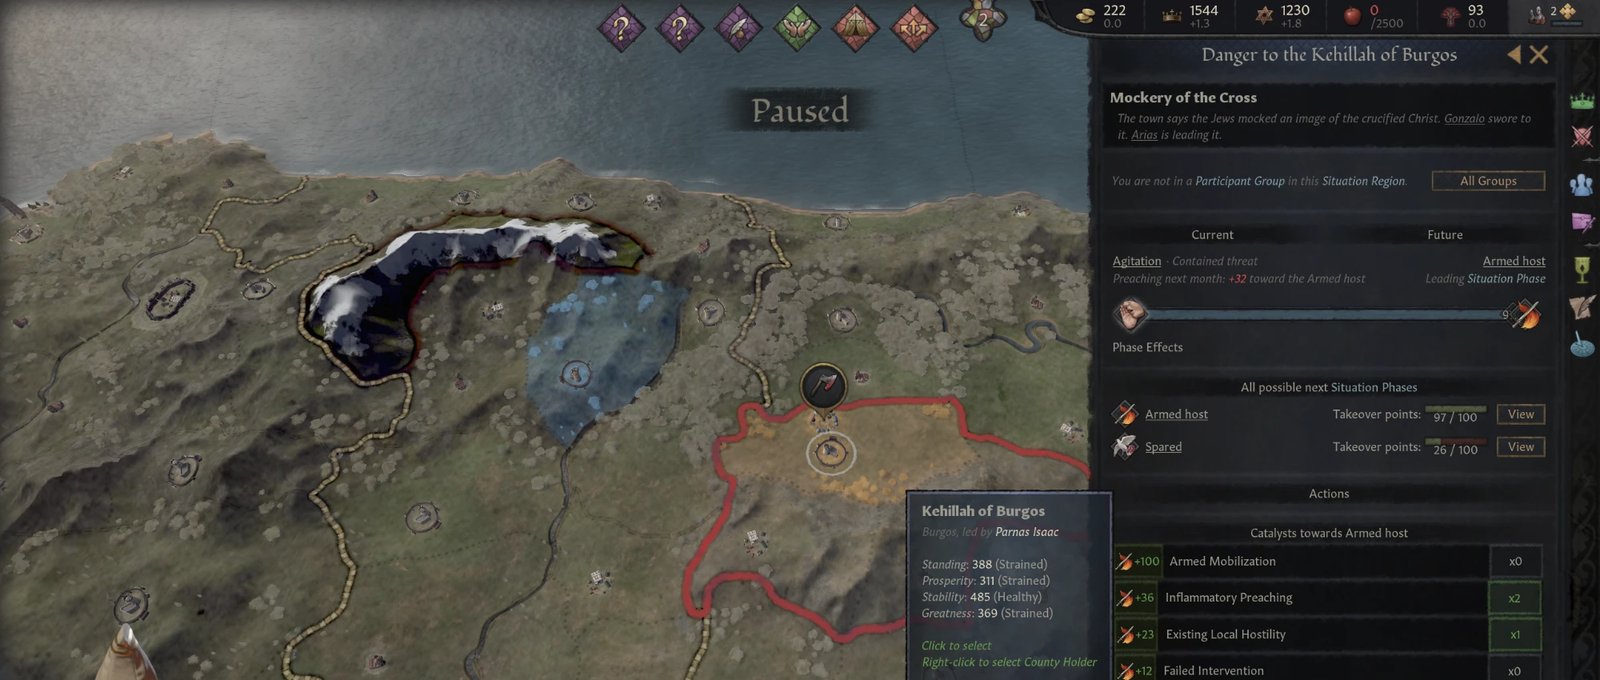 222
0.0
1544
+1.3
1230
+1.8
0
/2500
93
0.0
2
2
Danger to the Kehillah of Burgos
Paused
Mockery of the Cross
The town says the Jews mocked an image of the crucified Christ. Gonzalo swore to
it. Arias is leading it.
You are not in a Participant Group in this Situation Region.
All Groups
Current
Future
Agitation · Contained threat
Armed host
Preaching next month: +32 toward the Armed host
Leading Situation Phase
9
Phase Effects
All possible next Situation Phases
Armed host
Takeover points:
97 / 100
View
Spared
Takeover points:
26 / 100
View
Actions
Catalysts towards Armed host
+100
Armed Mobilization
x0
+36
Inflammatory Preaching
x2
+23
Existing Local Hostility
x1
+12
Failed Intervention
x0
Kehillah of Burgos
Burgos, led by Parnas Isaac
Standing: 388 (Strained)
Prosperity: 311 (Strained)
Stability: 485 (Healthy)
Greatness: 369 (Strained)
Click to select
Right-click to select County Holder